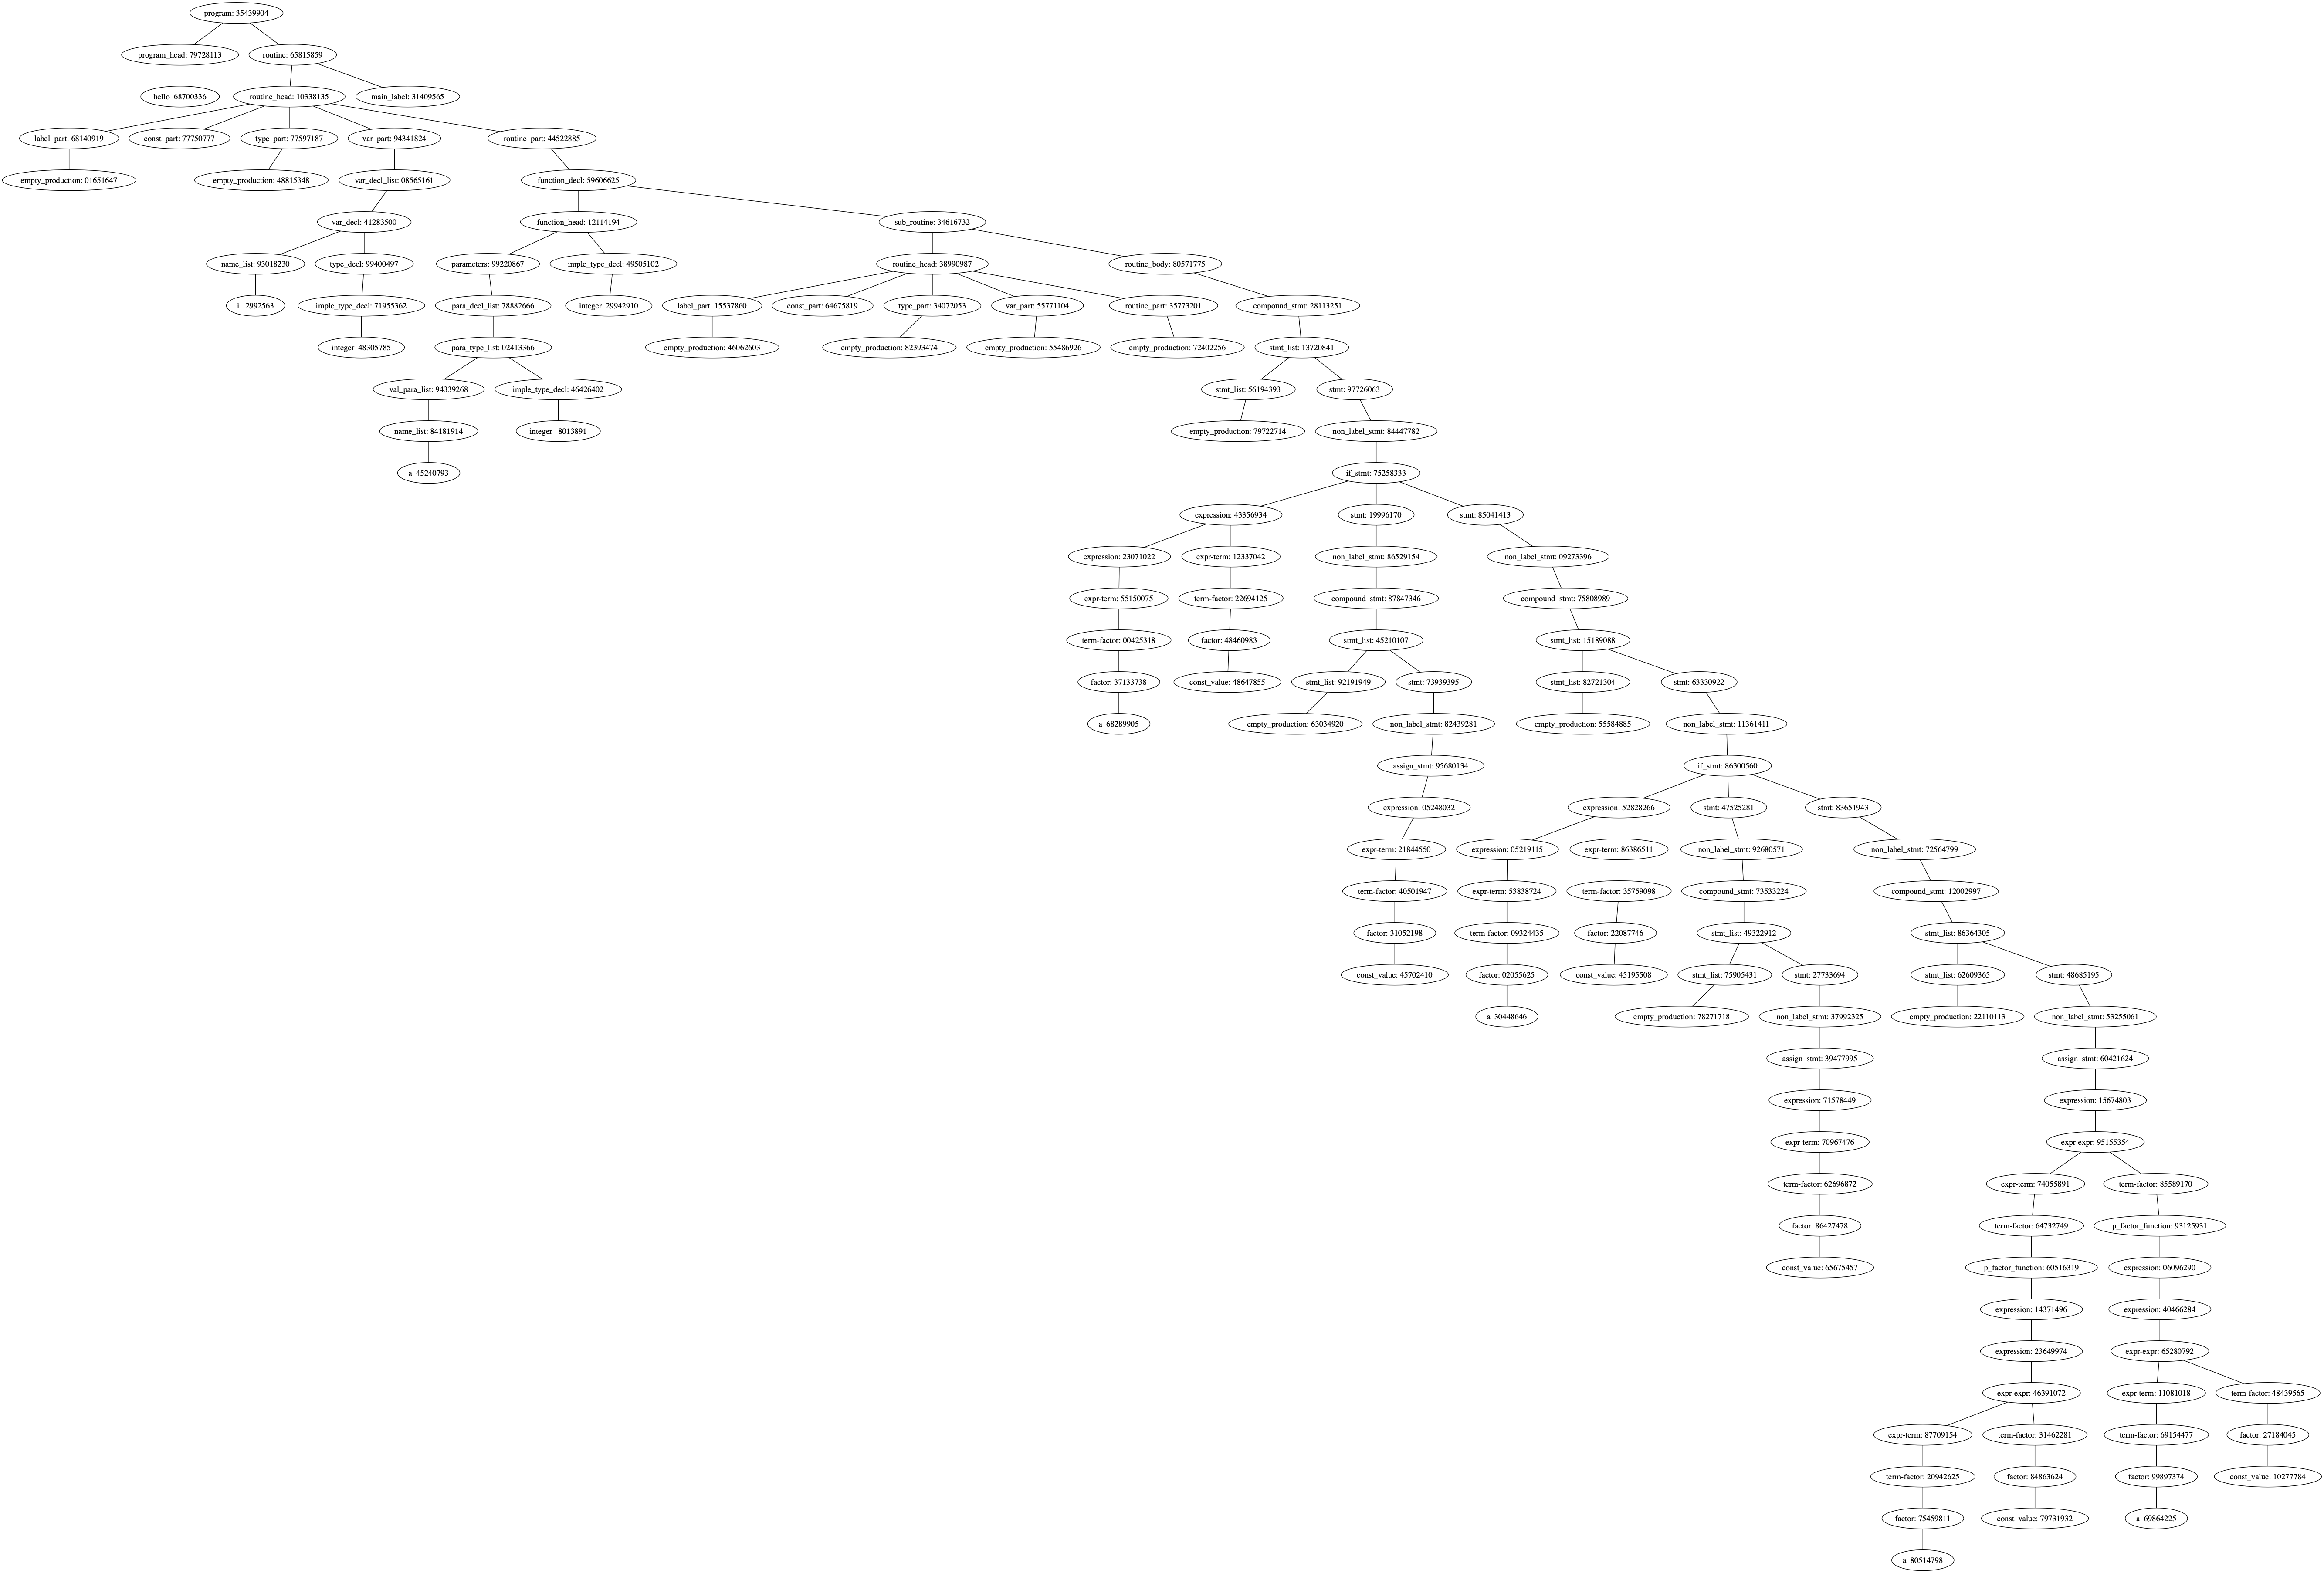 program: 35439904
program_head: 79728113
routine: 65815859
hello 68700336
routine_head: 10338135
main_label: 31409565
label_part: 68140919
const_part: 77750777
type_part: 77597187
var_part: 94341824
routine_part: 44522885
empty_production: 01651647
empty_production: 48815348
var_decl_list: 08565161
function_decl: 59606625
var_decl: 41283500
function_head: 12114194
sub_routine: 34616732
name_list: 93018230
type_decl: 99400497
parameters: 99220867
imple_type_decl: 49505102
routine_head: 38990987
routine_body: 80571775
i 2992563
imple_type_decl: 71955362
para_decl_list: 78882666
integer 29942910
label_part: 15537860
const_part: 64675819
type_part: 34072053
var_part: 55771104
routine_part: 35773201
compound_stmt: 28113251
integer 48305785
para_type_list: 02413366
empty_production: 46062603
empty_production: 82393474
empty_production: 55486926
empty_production: 72402256
stmt_list: 13720841
val_para_list: 94339268
imple_type_decl: 46426402
stmt_list: 56194393
stmt: 97726063
name_list: 84181914
integer 8013891
empty_production: 79722714
non_label_stmt: 84447782
a 45240793
if_stmt: 75258333
expression: 43356934
stmt: 19996170
stmt: 85041413
expression: 23071022
expr-term: 12337042
non_label_stmt: 86529154
non_label_stmt: 09273396
expr-term: 55150075
term-factor: 22694125
compound_stmt: 87847346
compound_stmt: 75808989
term-factor: 00425318
factor: 48460983
stmt_list: 45210107
stmt_list: 15189088
factor: 37133738
const_value: 48647855
stmt_list: 92191949
stmt: 73939395
stmt_list: 82721304
stmt: 63330922
a 68289905
empty_production: 63034920
non_label_stmt: 82439281
empty_production: 55584885
non_label_stmt: 11361411
assign_stmt: 95680134
if_stmt: 86300560
expression: 05248032
expression: 52828266
stmt: 47525281
stmt: 83651943
expr-term: 21844550
expression: 05219115
expr-term: 86386511
non_label_stmt: 92680571
non_label_stmt: 72564799
term-factor: 40501947
expr-term: 53838724
term-factor: 35759098
compound_stmt: 73533224
compound_stmt: 12002997
factor: 31052198
term-factor: 09324435
factor: 22087746
stmt_list: 49322912
stmt_list: 86364305
const_value: 45702410
factor: 02055625
const_value: 45195508
stmt_list: 75905431
stmt: 27733694
stmt_list: 62609365
stmt: 48685195
a 30448646
empty_production: 78271718
non_label_stmt: 37992325
empty_production: 22110113
non_label_stmt: 53255061
assign_stmt: 39477995
assign_stmt: 60421624
expression: 71578449
expression: 15674803
expr-term: 70967476
expr-expr: 95155354
term-factor: 62696872
expr-term: 74055891
term-factor: 85589170
factor: 86427478
term-factor: 64732749
p_factor_function: 93125931
const_value: 65675457
p_factor_function: 60516319
expression: 06096290
expression: 14371496
expression: 40466284
expression: 23649974
expr-expr: 65280792
expr-expr: 46391072
expr-term: 11081018
term-factor: 48439565
expr-term: 87709154
term-factor: 31462281
term-factor: 69154477
factor: 27184045
term-factor: 20942625
factor: 84863624
factor: 99897374
const_value: 10277784
factor: 75459811
const_value: 79731932
a 69864225
a 80514798